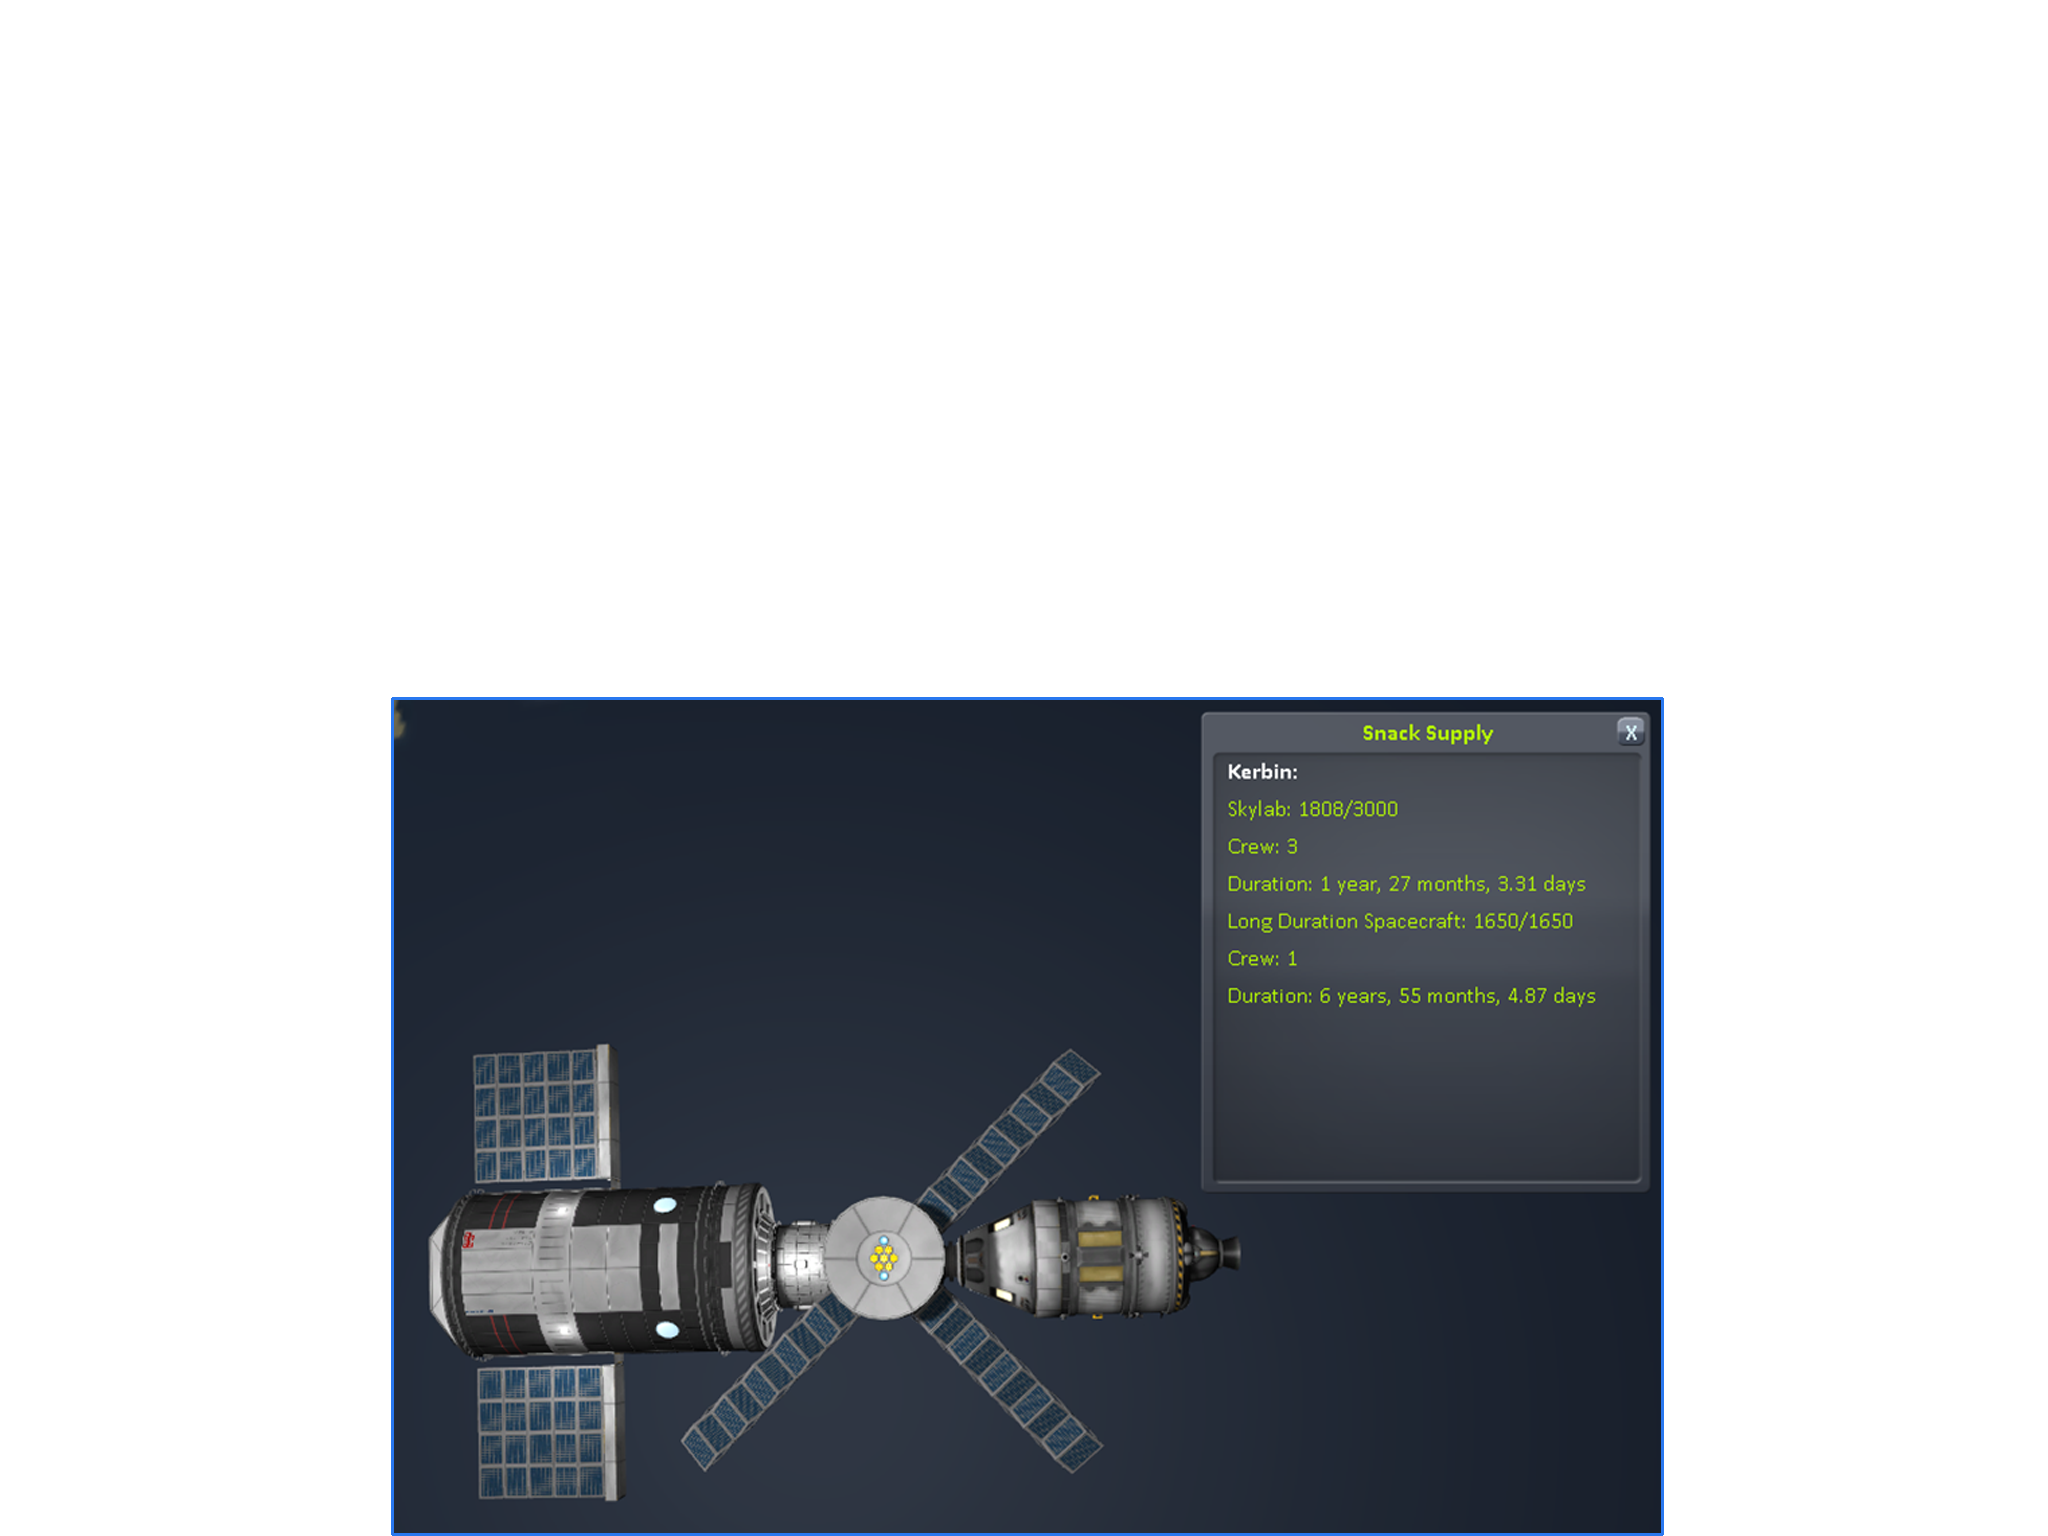 Snack Supply
X
Kerbin:
Skylab: 1808/3000
Crew: 3
Duration: 1 year, 27 months, 3.31 days
Long Duration Spacecraft: 1650/1650
Crew: 1
Duration: 6 years, 55 months, 4.87 days